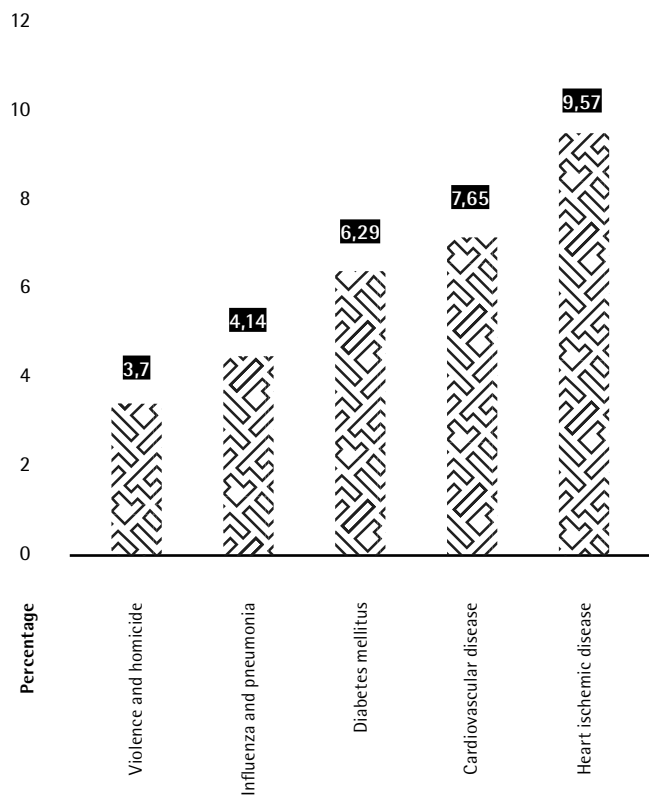 12
10
8
6
4
2
0
9,57
7,65
6,29
4,14
3,7
Percentage
Violence and homicide
Influenza and pneumonia
Diabetes mellitus
Cardiovascular disease
Heart ischemic disease